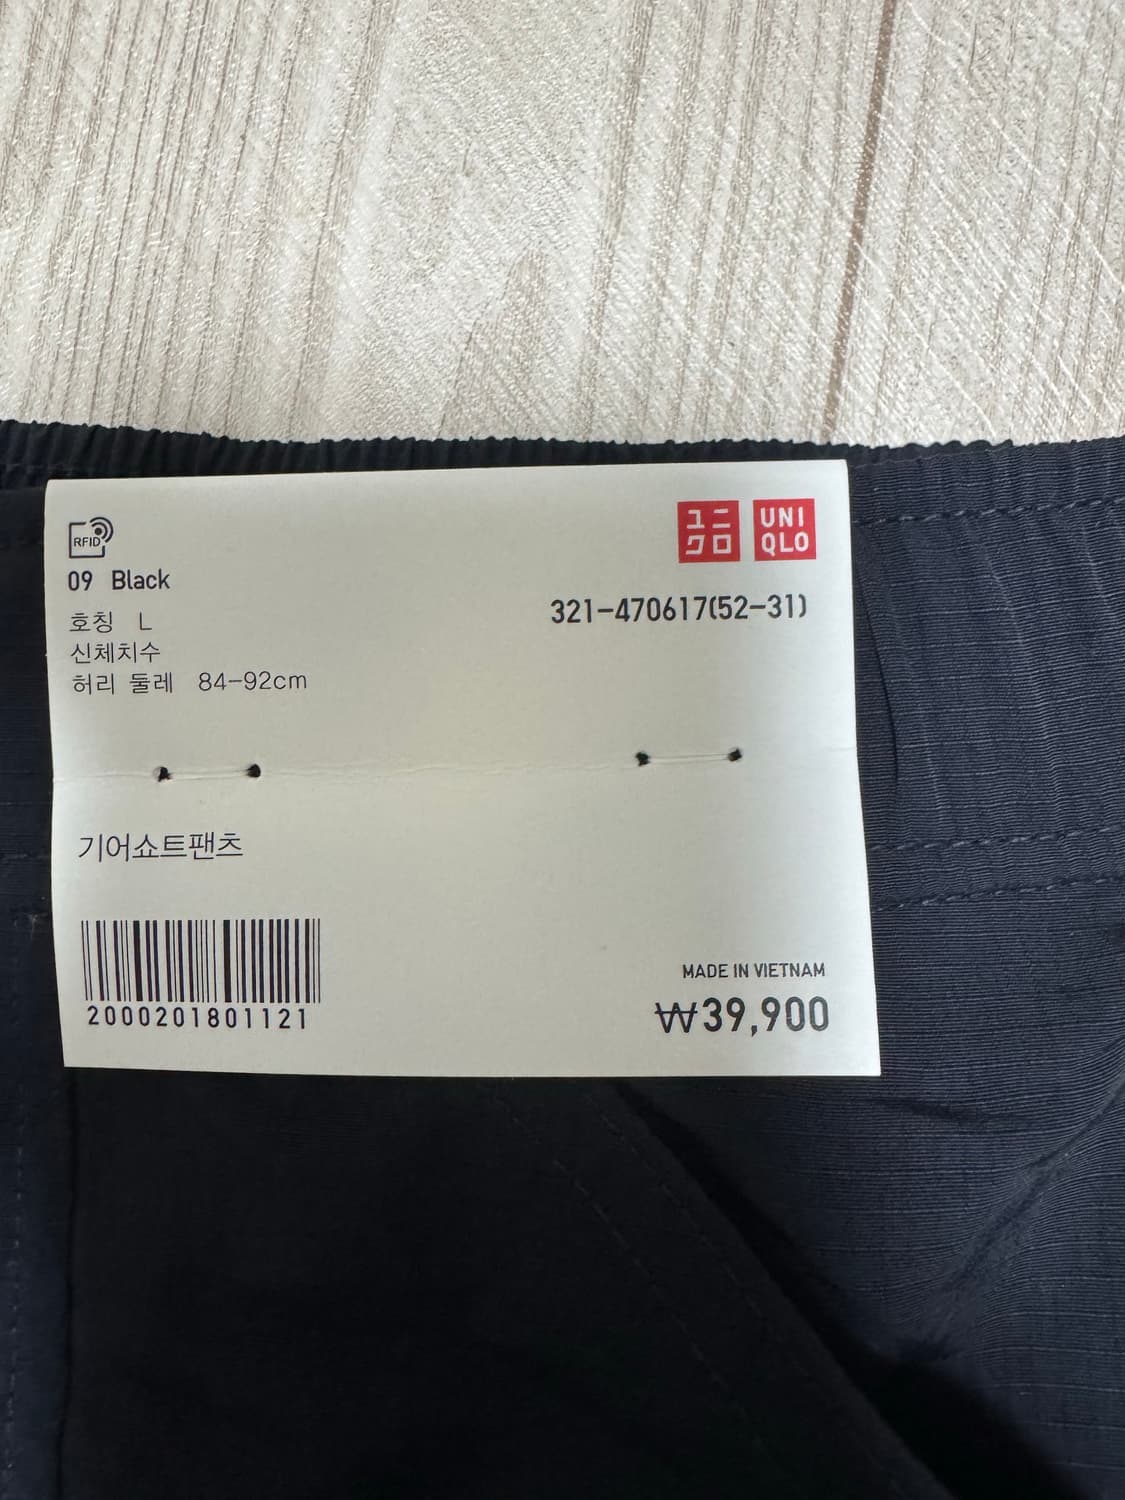 RFID
ユニ
クロ
UNI
QLO
09 Black
호칭 L
신체치수
허리 둘레 84-92cm
321-470617(52-31)
기어쇼트팬츠
2000201801121
MADE IN VIETNAM
₩39,900